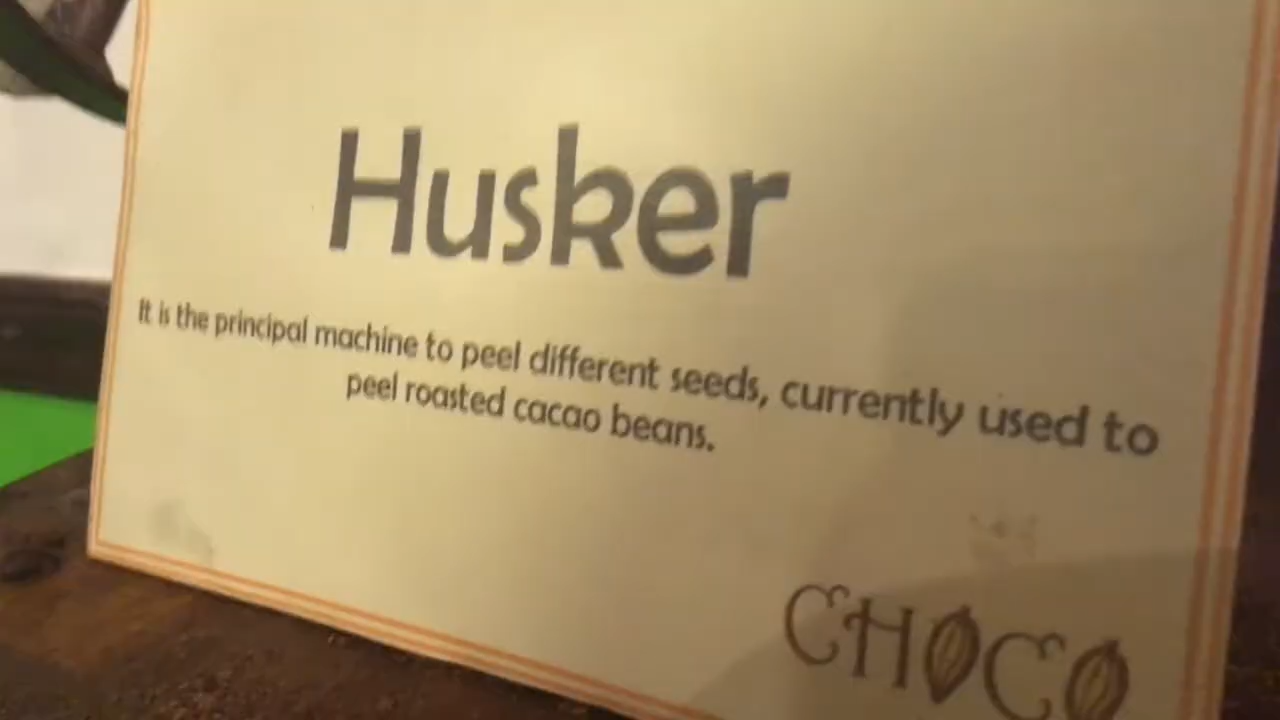 Husker
It is the principal machine to peel different seeds, currently used to
peel roasted cacao beans.
CHOCO